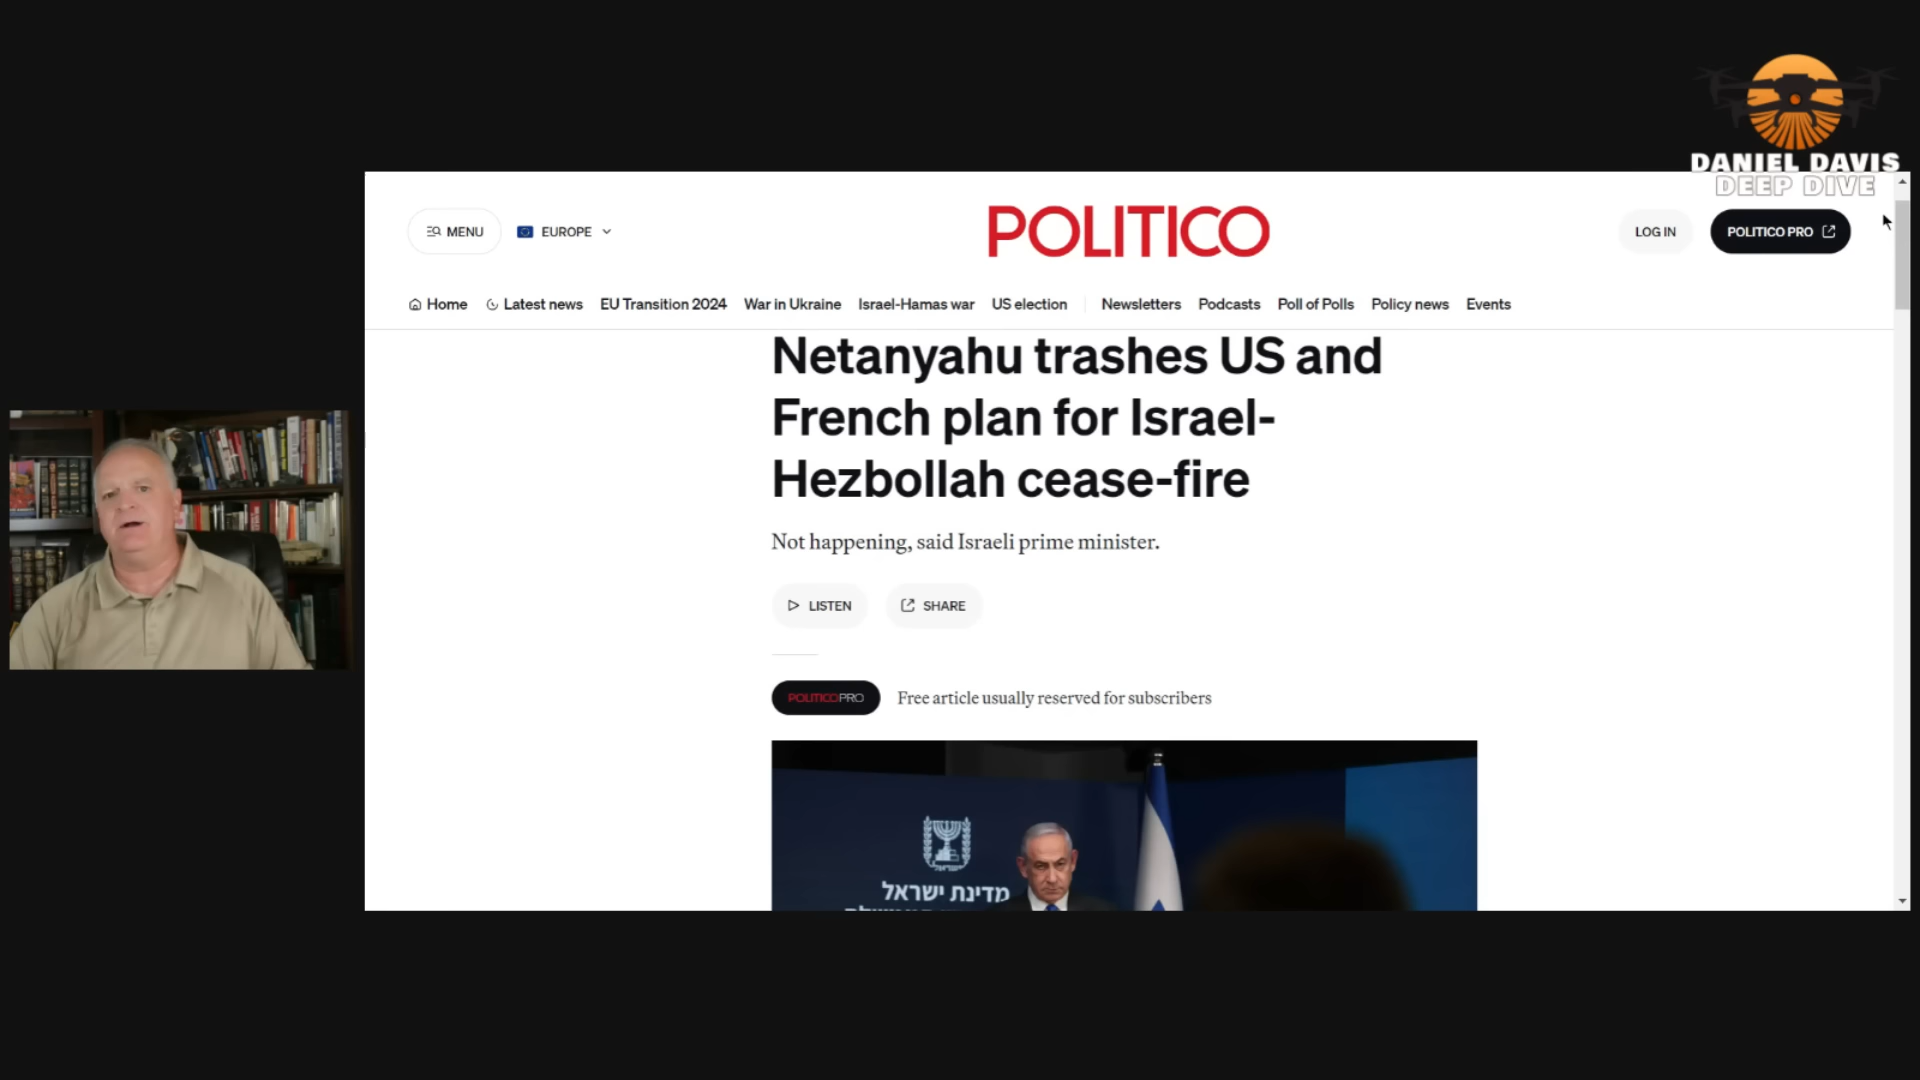 DANIEL DAVIS
DEEP DIVE
MENU
EUROPE
POLITICO
LOG IN
POLITICO PRO
Home
Latest news
EU Transition 2024
War in Ukraine
Israel-Hamas war
US election
Newsletters
Podcasts
Poll of Polls
Policy news
Events
Netanyahu trashes US and
French plan for Israel-
Hezbollah cease-fire
Not happening, said Israeli prime minister.
LISTEN
SHARE
POLITICOPRO
Free article usually reserved for subscribers
מדינת ישראל